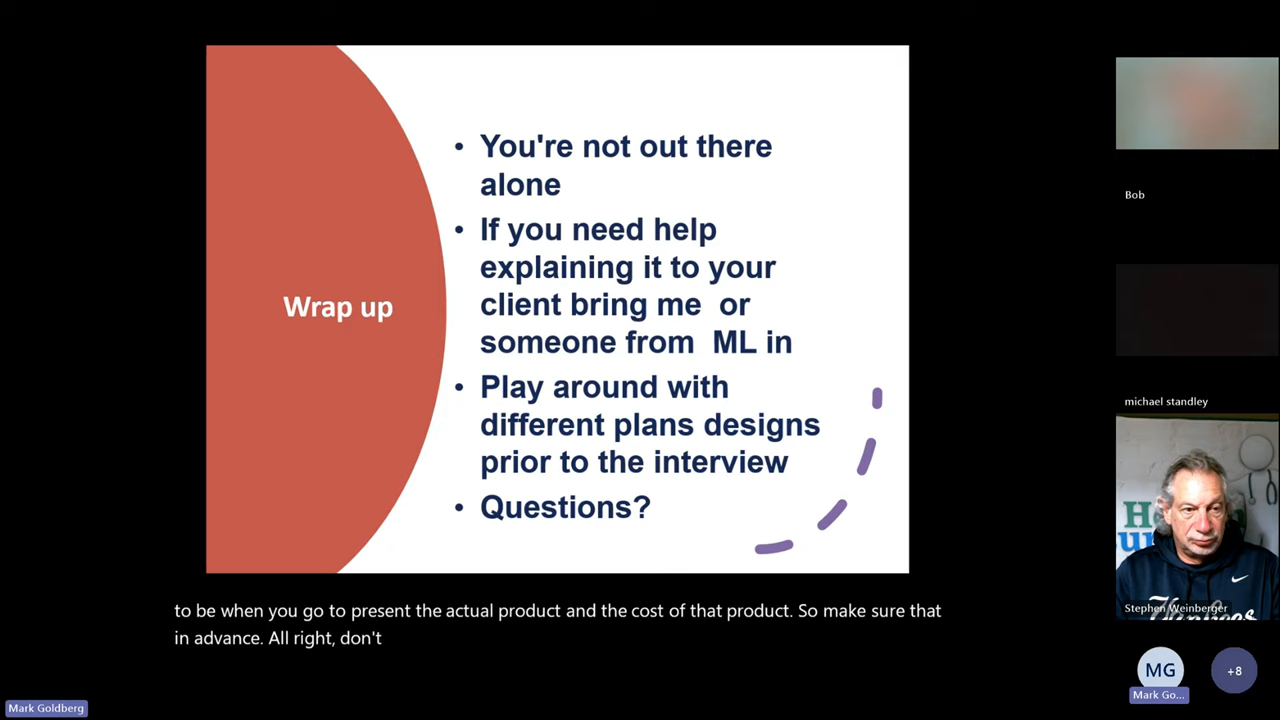 Wrap up
• You're not out there
alone
• If you need help
explaining it to your
client bring me or
someone from ML in
• Play around with
different plans designs
prior to the interview
• Questions?
to be when you go to present the actual product and the cost of that product. So make sure that
in advance. All right, don't
Mark Goldberg
Bob
michael standley
Stephen Weinberger
MG
Mark Go...
+8